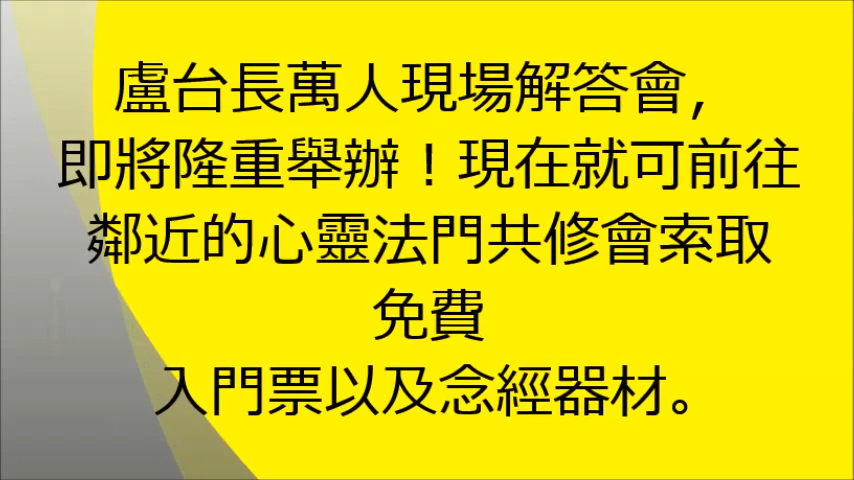 盧台長萬人現場解答會，
即將隆重舉辦！現在就可前往
鄰近的心靈法門共修會索取
免費
入門票以及念經器材。